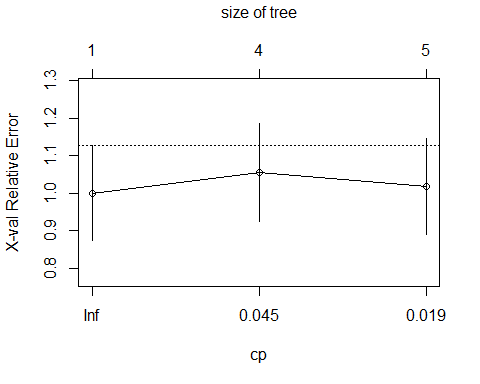 size of tree
1 4 5
X-val Relative Error
1.3
1.2
1.1
1.0
0.9
0.8
Inf 0.045 0.019
cp